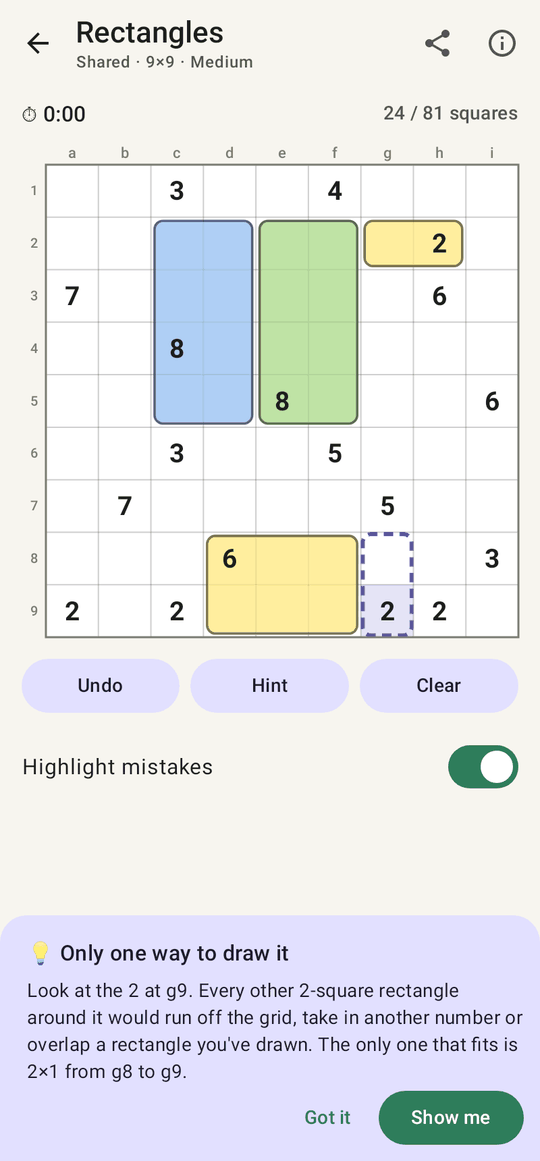 Rectangles
Shared · 9×9 · Medium
0:00
24 / 81 squares
a b c d e f g h i
1 3 4
2 2
3 7 6
4 8
5 8 6
6 3 5
7 7 5
8 6 3
9 2 2 2 2
Undo Hint Clear
Highlight mistakes
Only one way to draw it
Look at the 2 at g9. Every other 2-square rectangle
around it would run off the grid, take in another number or
overlap a rectangle you've drawn. The only one that fits is
2×1 from g8 to g9.
Got it Show me